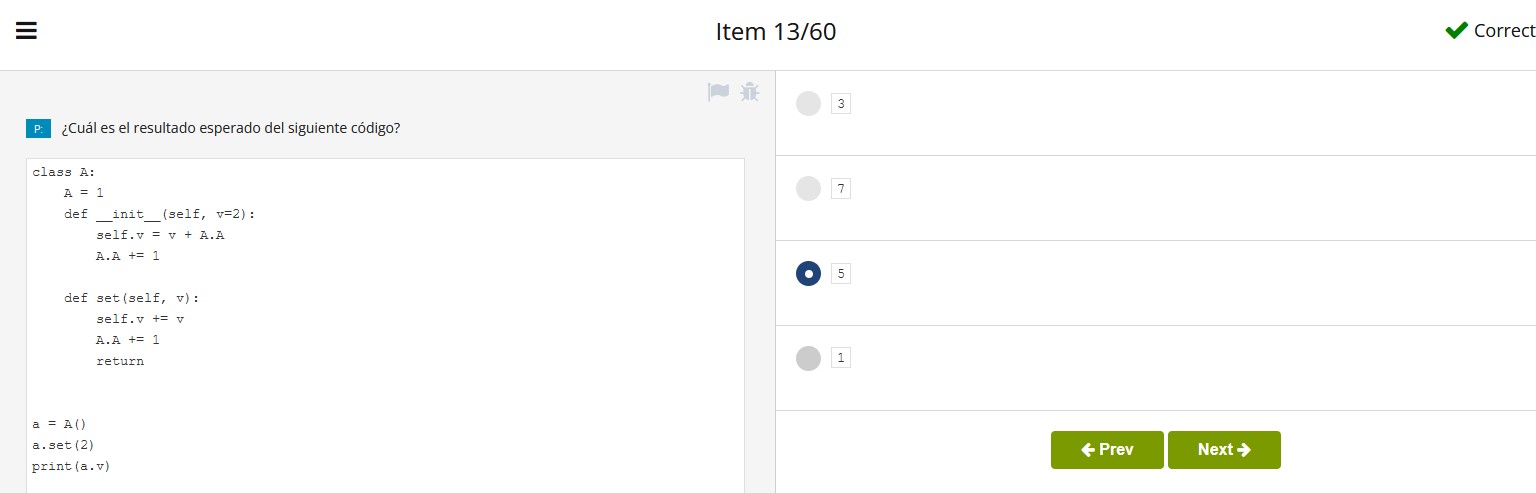 Item 13/60
Correct
P: ¿Cuál es el resultado esperado del siguiente código?
class A:
    A = 1
    def __init__(self, v=2):
        self.v = v + A.A
        A.A += 1

    def set(self, v):
        self.v += v
        A.A += 1
        return


a = A()
a.set(2)
print(a.v)
3
7
5
1
Prev
Next